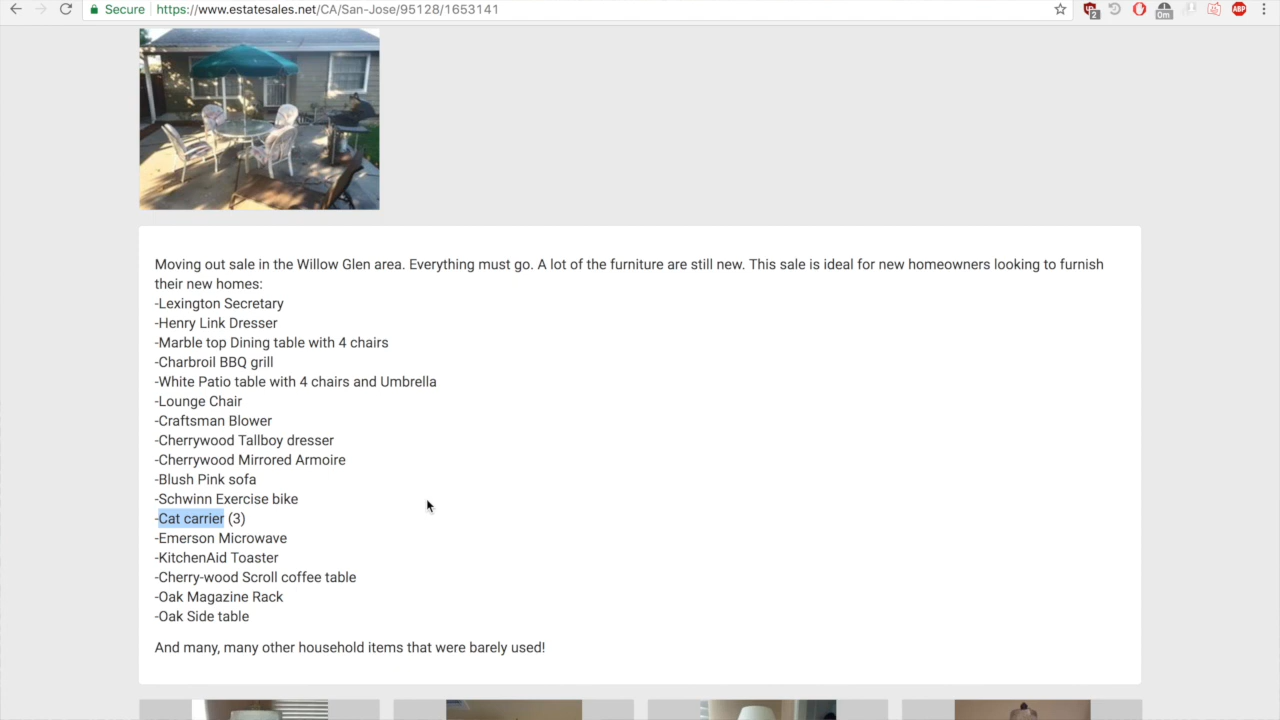 Secure https://www.estatesales.net/CA/San-Jose/95128/1653141
2
0m
ABP
Moving out sale in the Willow Glen area. Everything must go. A lot of the furniture are still new. This sale is ideal for new homeowners looking to furnish
their new homes:
-Lexington Secretary
-Henry Link Dresser
-Marble top Dining table with 4 chairs
-Charbroil BBQ grill
-White Patio table with 4 chairs and Umbrella
-Lounge Chair
-Craftsman Blower
-Cherrywood Tallboy dresser
-Cherrywood Mirrored Armoire
-Blush Pink sofa
-Schwinn Exercise bike
-Cat carrier (3)
-Emerson Microwave
-KitchenAid Toaster
-Cherry-wood Scroll coffee table
-Oak Magazine Rack
-Oak Side table
And many, many other household items that were barely used!